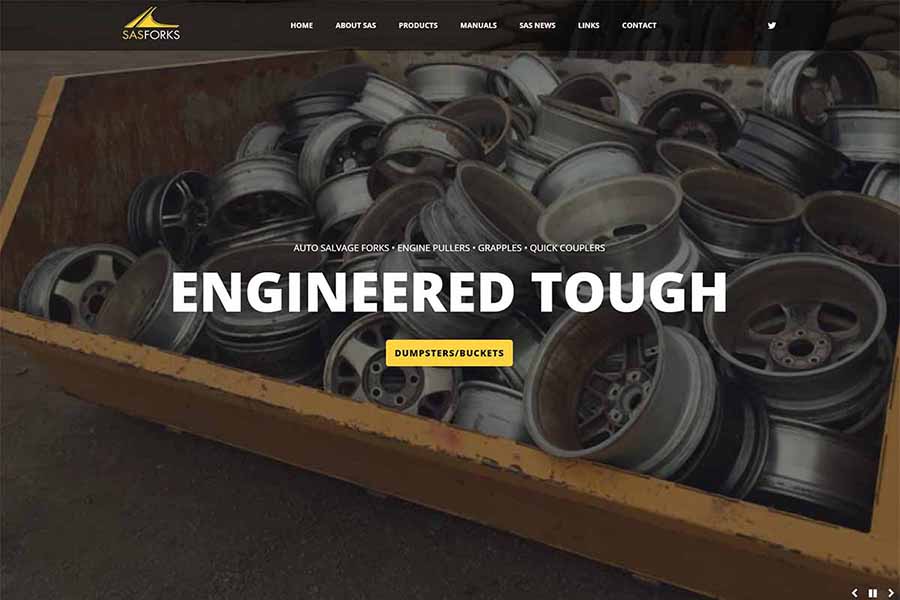 SASFORKS
HOME ABOUT SAS PRODUCTS MANUALS SAS NEWS LINKS CONTACT
AUTO SALVAGE FORKS • ENGINE PULLERS • GRAPPLES • QUICK COUPLERS
ENGINEERED TOUGH
DUMPSTERS/BUCKETS